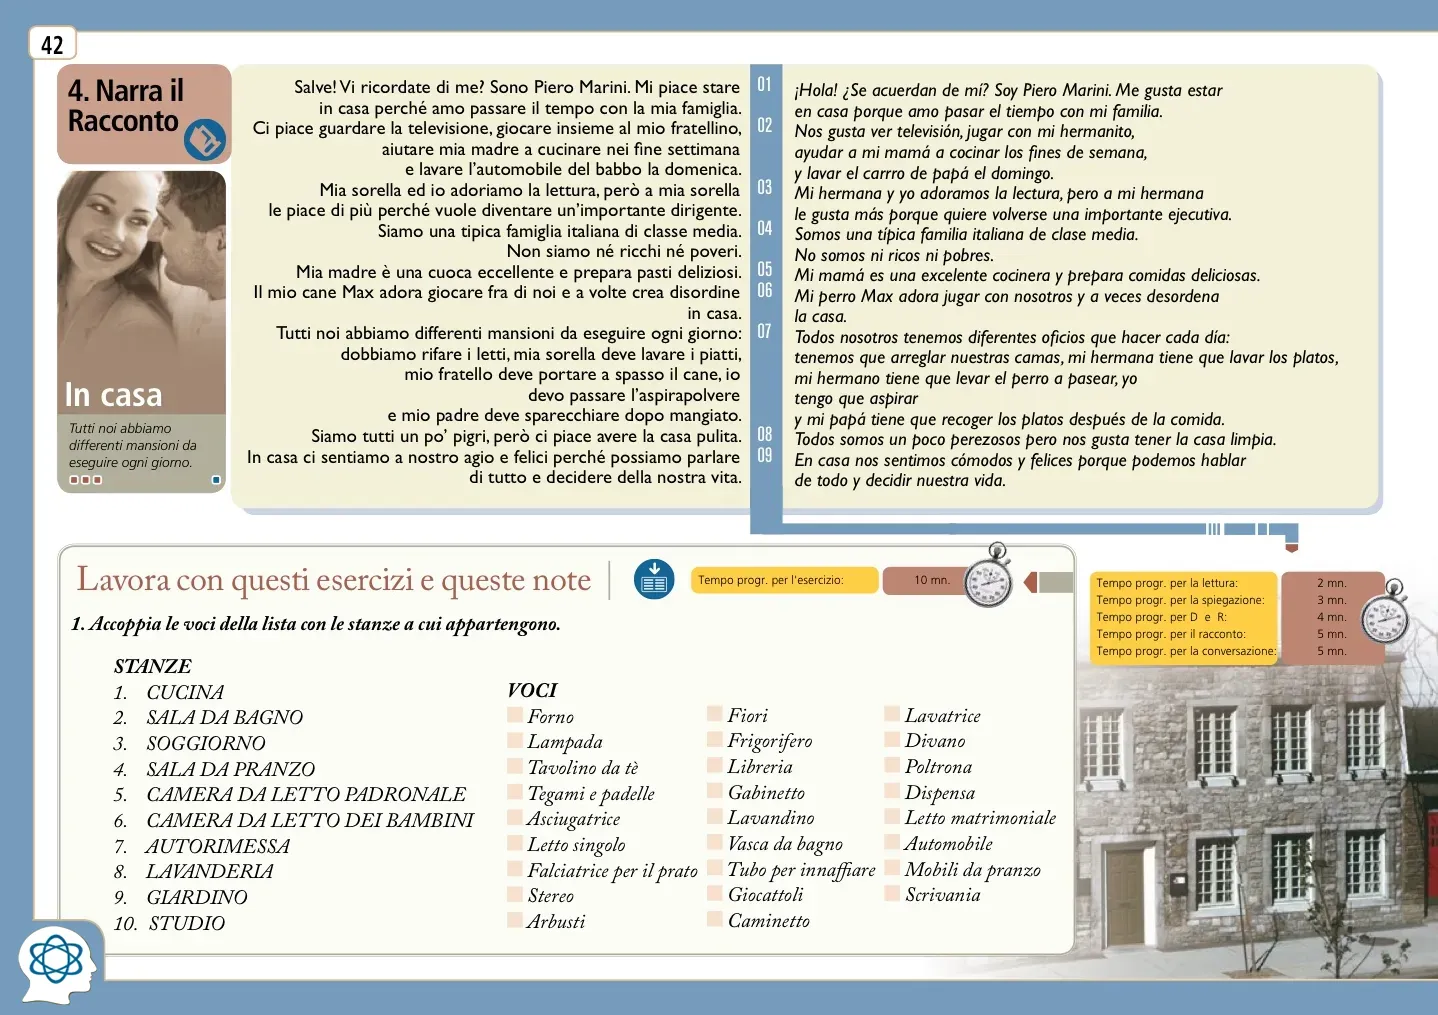 42
4. Narra il
Racconto
In casa
Tutti noi abbiamo
differenti mansioni da
eseguire ogni giorno.
Salve! Vi ricordate di me? Sono Piero Marini. Mi piace stare
in casa perché amo passare il tempo con la mia famiglia.
Ci piace guardare la televisione, giocare insieme al mio fratellino,
aiutare mia madre a cucinare nei fine settimana
e lavare l'automobile del babbo la domenica.
Mia sorella ed io adoriamo la lettura, però a mia sorella
le piace di più perché vuole diventare un'importante dirigente.
Siamo una tipica famiglia italiana di classe media.
Non siamo né ricchi né poveri.
Mia madre è una cuoca eccellente e prepara pasti deliziosi.
Il mio cane Max adora giocare fra di noi e a volte crea disordine
in casa.
Tutti noi abbiamo differenti mansioni da eseguire ogni giorno:
dobbiamo rifare i letti, mia sorella deve lavare i piatti,
mio fratello deve portare a spasso il cane, io
devo passare l'aspirapolvere
e mio padre deve sparecchiare dopo mangiato.
Siamo tutti un po' pigri, però ci piace avere la casa pulita.
In casa ci sentiamo a nostro agio e felici perché possiamo parlare
di tutto e decidere della nostra vita.
01
02
03
04
05
06
07
08
09
¡Hola! ¿Se acuerdan de mí? Soy Piero Marini. Me gusta estar
en casa porque amo pasar el tiempo con mi familia.
Nos gusta ver televisión, jugar con mi hermanito,
ayudar a mi mamá a cocinar los fines de semana,
y lavar el carrro de papá el domingo.
Mi hermana y yo adoramos la lectura, pero a mi hermana
le gusta más porque quiere volverse una importante ejecutiva.
Somos una típica familia italiana de clase media.
No somos ni ricos ni pobres.
Mi mamá es una excelente cocinera y prepara comidas deliciosas.
Mi perro Max adora jugar con nosotros y a veces desordena
la casa.
Todos nosotros tenemos diferentes oficios que hacer cada día:
tenemos que arreglar nuestras camas, mi hermana tiene que lavar los platos,
mi hermano tiene que levar el perro a pasear, yo
tengo que aspirar
y mi papá tiene que recoger los platos después de la comida.
Todos somos un poco perezosos pero nos gusta tener la casa limpia.
En casa nos sentimos cómodos y felices porque podemos hablar
de todo y decidir nuestra vida.
Lavora con questi esercizi e queste note
Tempo progr. per l'esercizio: 10 mn.
Tempo progr. per la lettura: 2 mn.
Tempo progr. per la spiegazione: 3 mn.
Tempo progr. per D e R: 4 mn.
Tempo progr. per il racconto: 5 mn.
Tempo progr. per la conversazione: 5 mn.
1. Accoppia le voci della lista con le stanze a cui appartengono.
STANZE
1. CUCINA
2. SALA DA BAGNO
3. SOGGIORNO
4. SALA DA PRANZO
5. CAMERA DA LETTO PADRONALE
6. CAMERA DA LETTO DEI BAMBINI
7. AUTORIMESSA
8. LAVANDERIA
9. GIARDINO
10. STUDIO
VOCI
Forno
Lampada
Tavolino da tè
Tegami e padelle
Asciugatrice
Letto singolo
Falciatrice per il prato
Stereo
Arbusti
Fiori
Frigorifero
Libreria
Gabinetto
Lavandino
Vasca da bagno
Tubo per innaffiare
Giocattoli
Caminetto
Lavatrice
Divano
Poltrona
Dispensa
Letto matrimoniale
Automobile
Mobili da pranzo
Scrivania